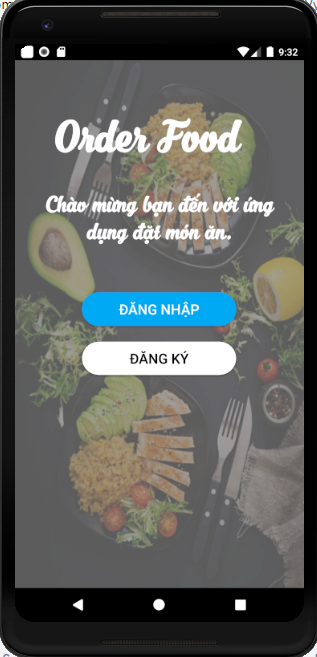 9:32
Order Food
Chào mừng bạn đến với ứng
dụng đặt món ăn.
ĐĂNG NHẬP
ĐĂNG KÝ